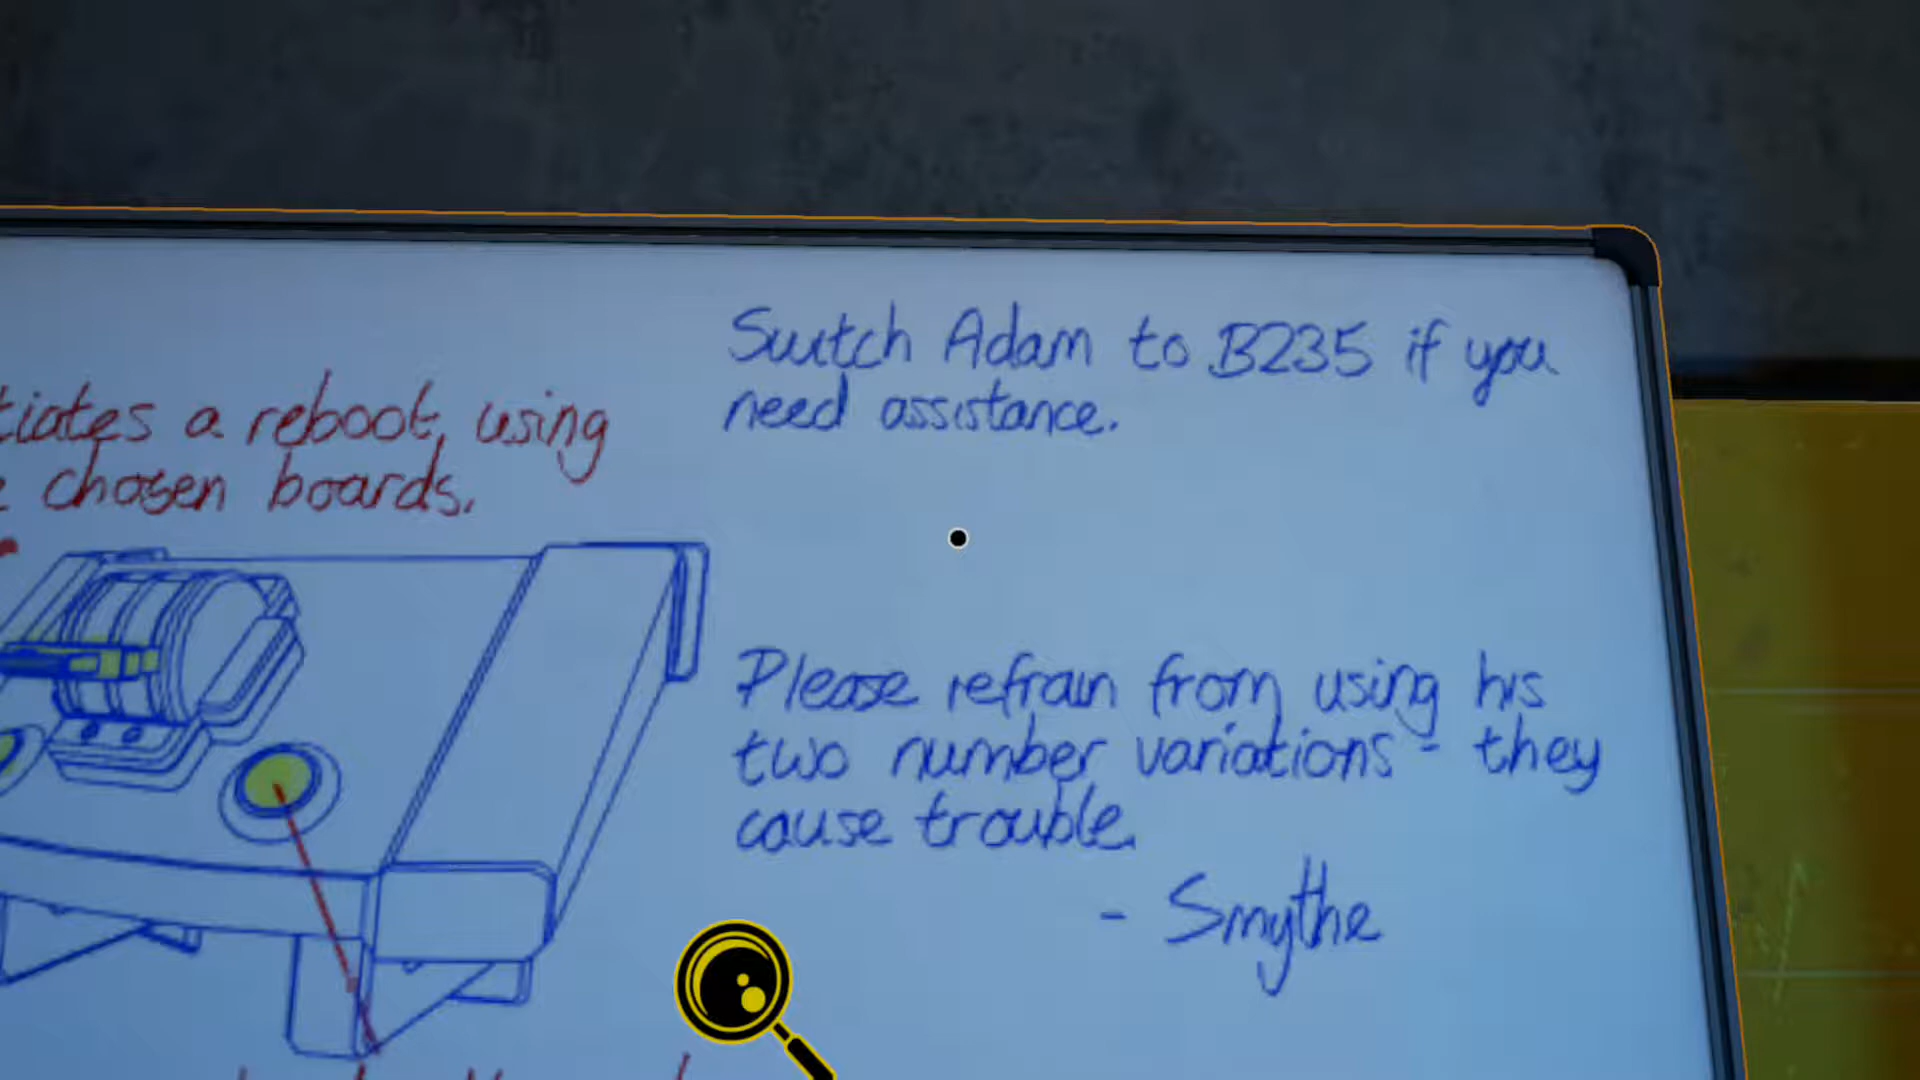 Switch Adam to B235 if you
need assistance.
tiates a reboot, using
chosen boards.
Please refrain from using his
two number variations - they
cause trouble.
- Smythe